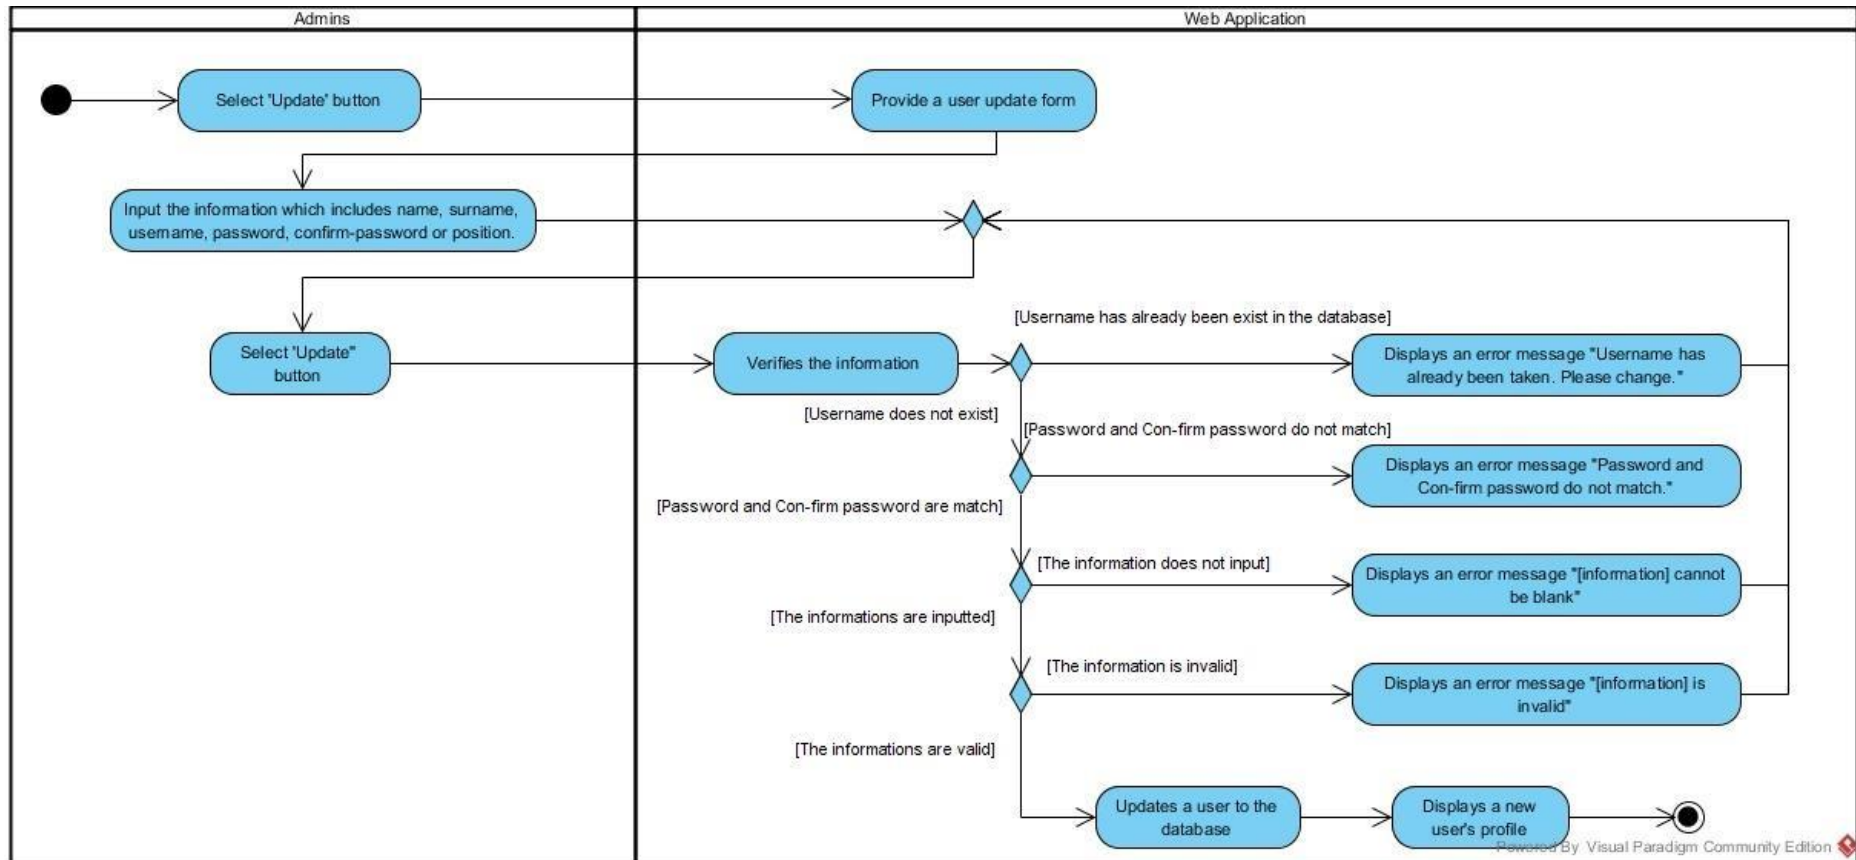 Admins
Web Application
Select 'Update' button
Provide a user update form
Input the information which includes name, surname,
username, password, confirm-password or position.
[Username has already been exist in the database]
Select 'Update"
button
Verifies the information
Displays an error message "Username has
already been taken. Please change."
[Username does not exist]
[Password and Con-firm password do not match]
Displays an error message "Password and
Con-firm password do not match."
[Password and Con-firm password are match]
[The information does not input]
Displays an error message "[information] cannot
be blank"
[The informations are inputted]
[The information is invalid]
Displays an error message "[information] is
invalid"
[The informations are valid]
Updates a user to the
database
Displays a new
user's profile
Powered By Visual Paradigm Community Edition